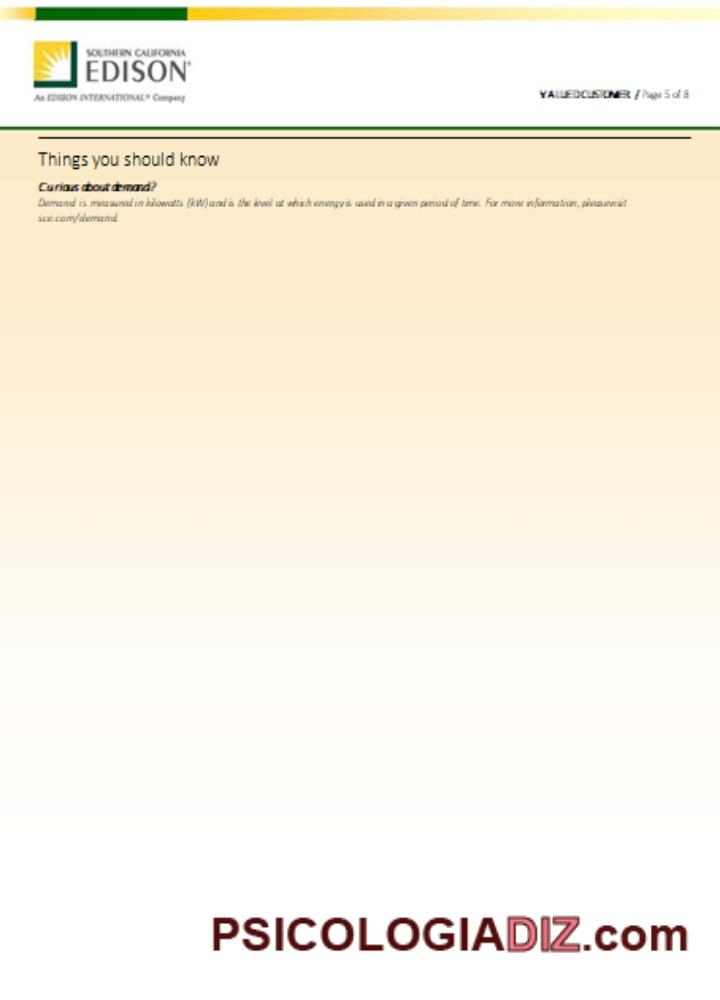 SOUTHERN CALIFORNIA
EDISON®
An EDISON INTERNATIONAL® Company
VALUED CUSTOMER / Page 5 of 8
Things you should know
Curious about demand?
Demand is measured in kilowatts (kW) and is the level at which energy is used in a given period of time. For more information, please visit
sce.com/demand.
PSICOLOGIADIZ.com